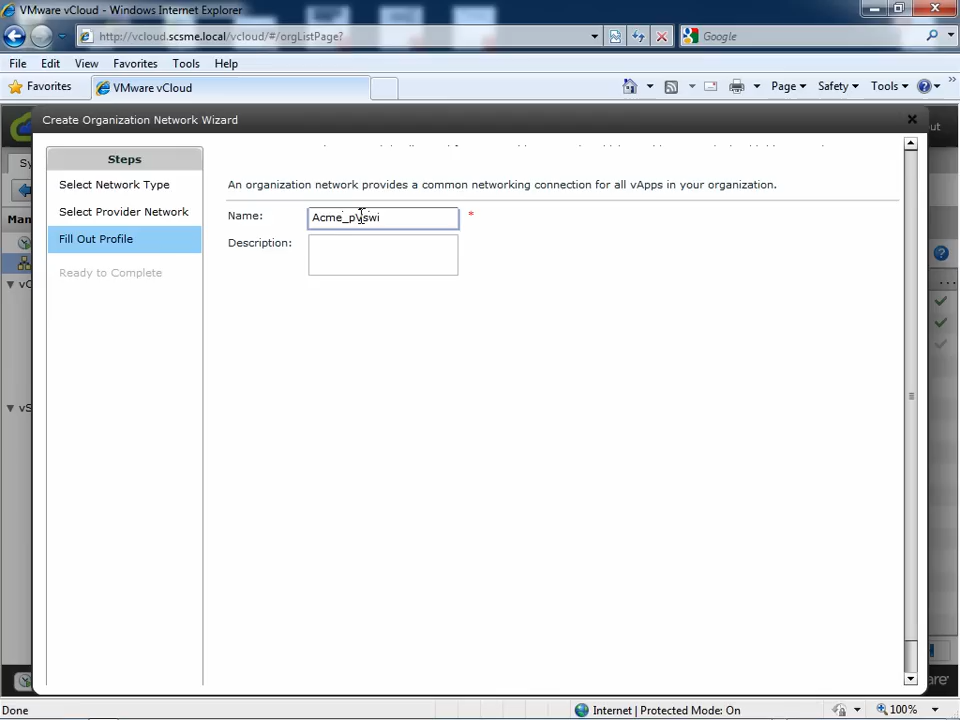 VMware vCloud - Windows Internet Explorer
http://vcloud.scsme.local/vcloud/#/orgListPage?
Google
File Edit View Favorites Tools Help
Favorites
VMware vCloud
Page Safety Tools
Create Organization Network Wizard
Steps
Select Network Type
Select Provider Network
Fill Out Profile
Ready to Complete
An organization network provides a common networking connection for all vApps in your organization.
Name:
*
Description:
Done
Internet | Protected Mode: On
100%